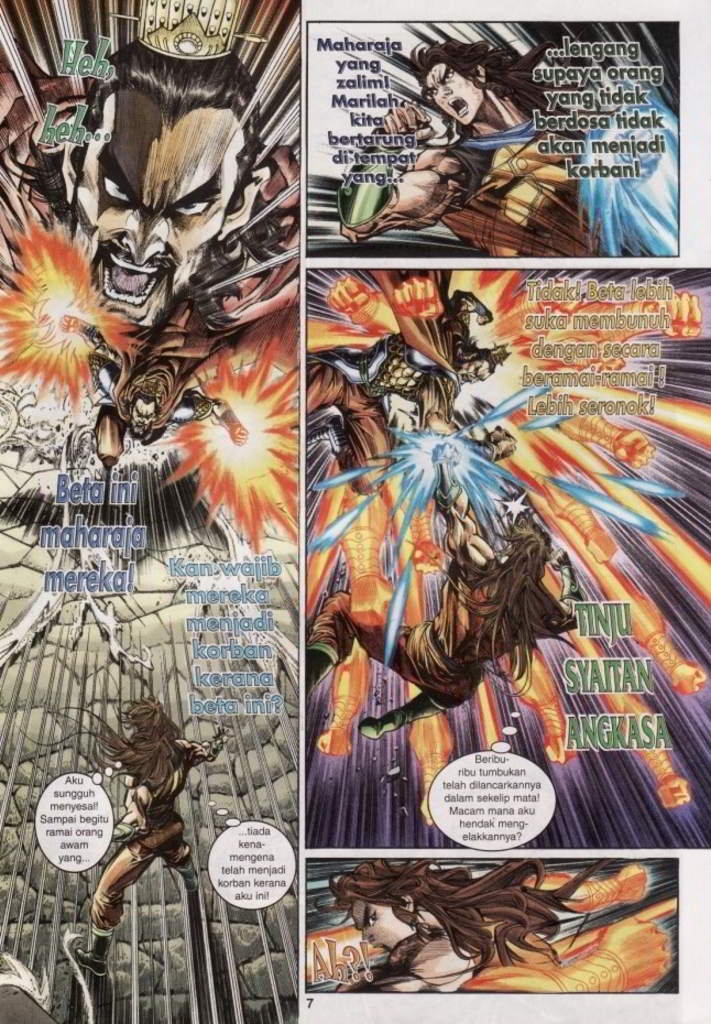 Heh,
heh...
Beta ini
maharaja
mereka!
Kan wajib
mereka
menjadi
korban
kerana
beta ini?
Aku
sungguh
menyesal!
Sampai begitu
ramai orang
awam
yang...
...tiada
kena-
mengena
telah menjadi
korban kerana
aku ini!
Maharaja
yang
zalim!
Marilah
kita
bertarung
di tempat
yang...
...lengang
supaya orang
yang tidak
berdosa tidak
akan menjadi
korban!
Tidak! Beta lebih
suka membunuh
dengan secara
beramai-ramai!
Lebih seronok!
TINJU
SYAITAN
ANGKASA
Beribu-
ribu tumbukan
telah dilancarkannya
dalam sekelip mata!
Macam mana aku
hendak meng-
elakkannya?
Ah?!
7